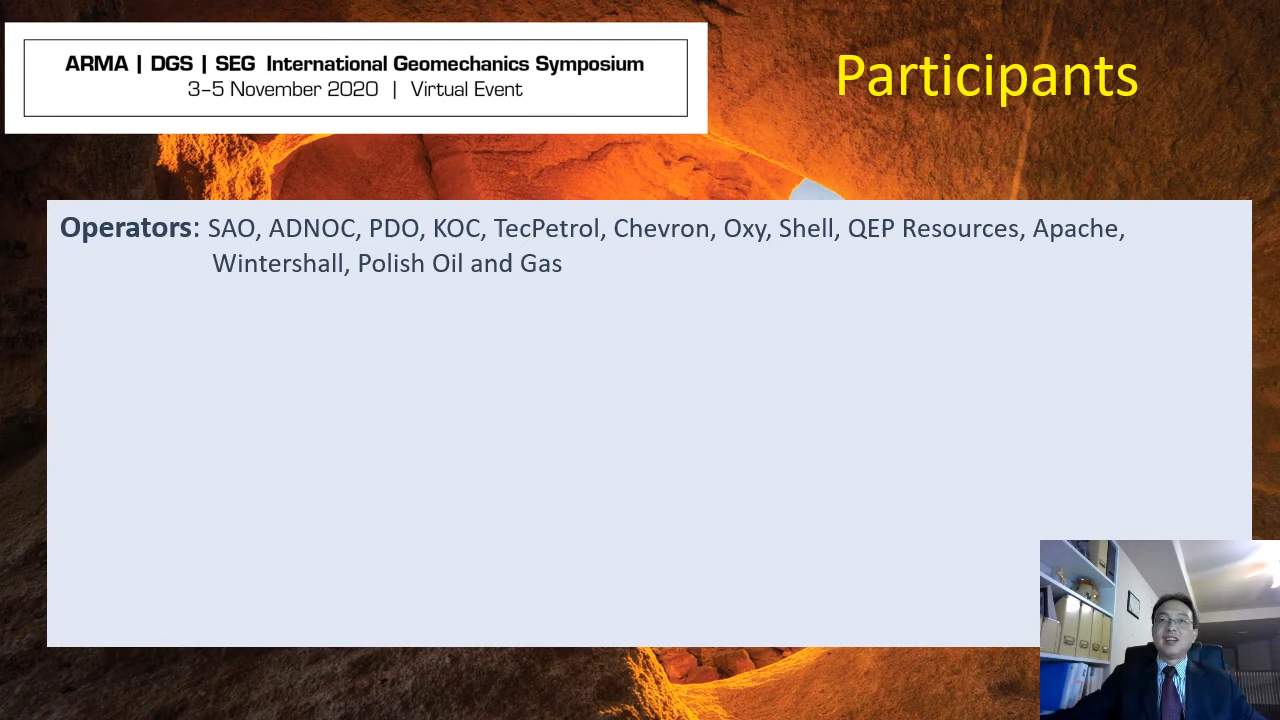 ARMA | DGS | SEG International Geomechanics Symposium
3–5 November 2020 | Virtual Event
Participants
Operators: SAO, ADNOC, PDO, KOC, TecPetrol, Chevron, Oxy, Shell, QEP Resources, Apache,
Wintershall, Polish Oil and Gas